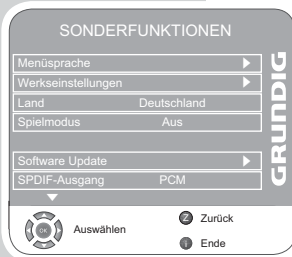 SONDERFUNKTIONEN
Menüsprache
Werkseinstellungen
Land Deutschland
Spielmodus Aus
Software Update
SPDIF-Ausgang PCM
GRUNDIG
OK Auswählen
Z Zurück
i Ende